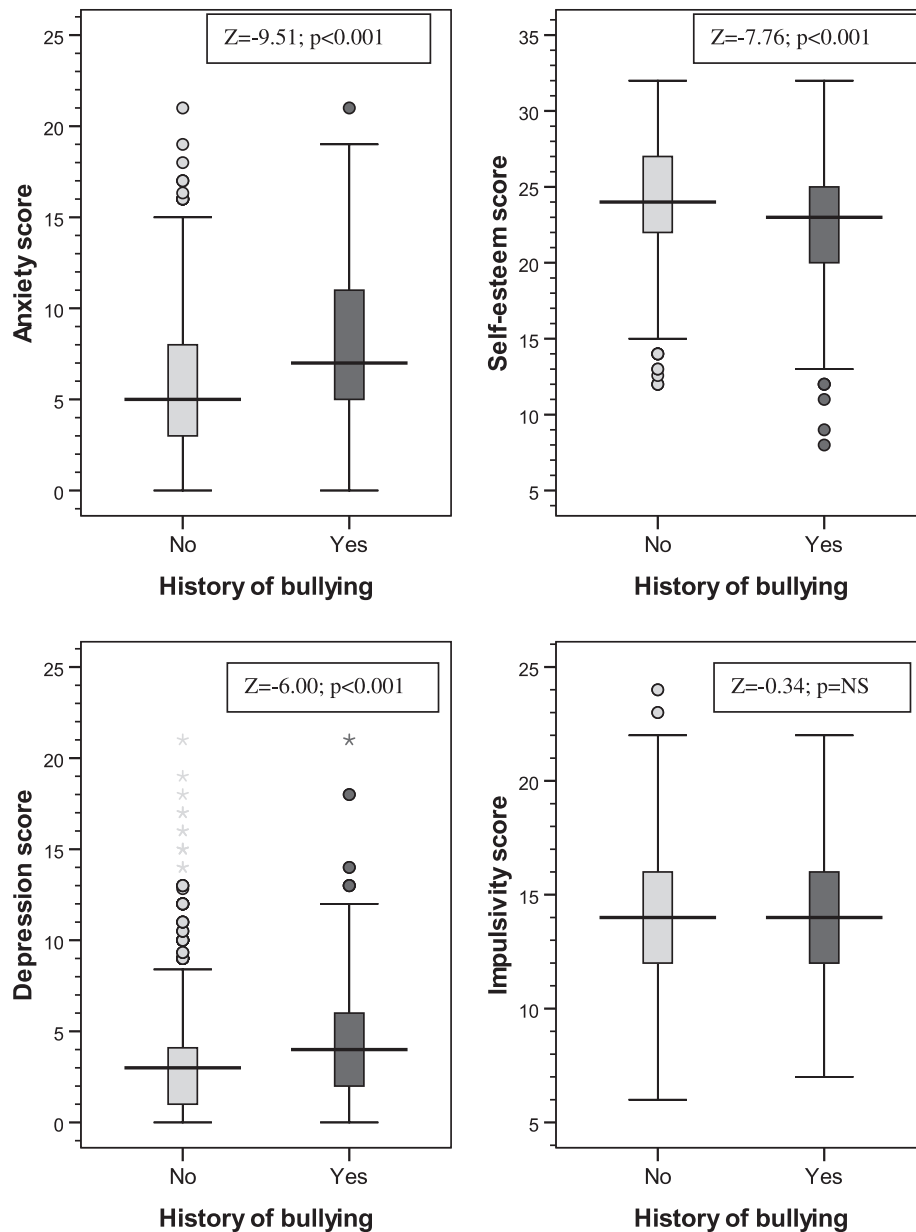 Z=-9.51; p<0.001
25
20
15
10
5
0
Anxiety score
No
Yes
History of bullying
Z=-7.76; p<0.001
35
30
25
20
15
10
5
Self-esteem score
No
Yes
History of bullying
Z=-6.00; p<0.001
25
20
15
10
5
0
Depression score
No
Yes
History of bullying
Z=-0.34; p=NS
25
20
15
10
5
Impulsivity score
No
Yes
History of bullying